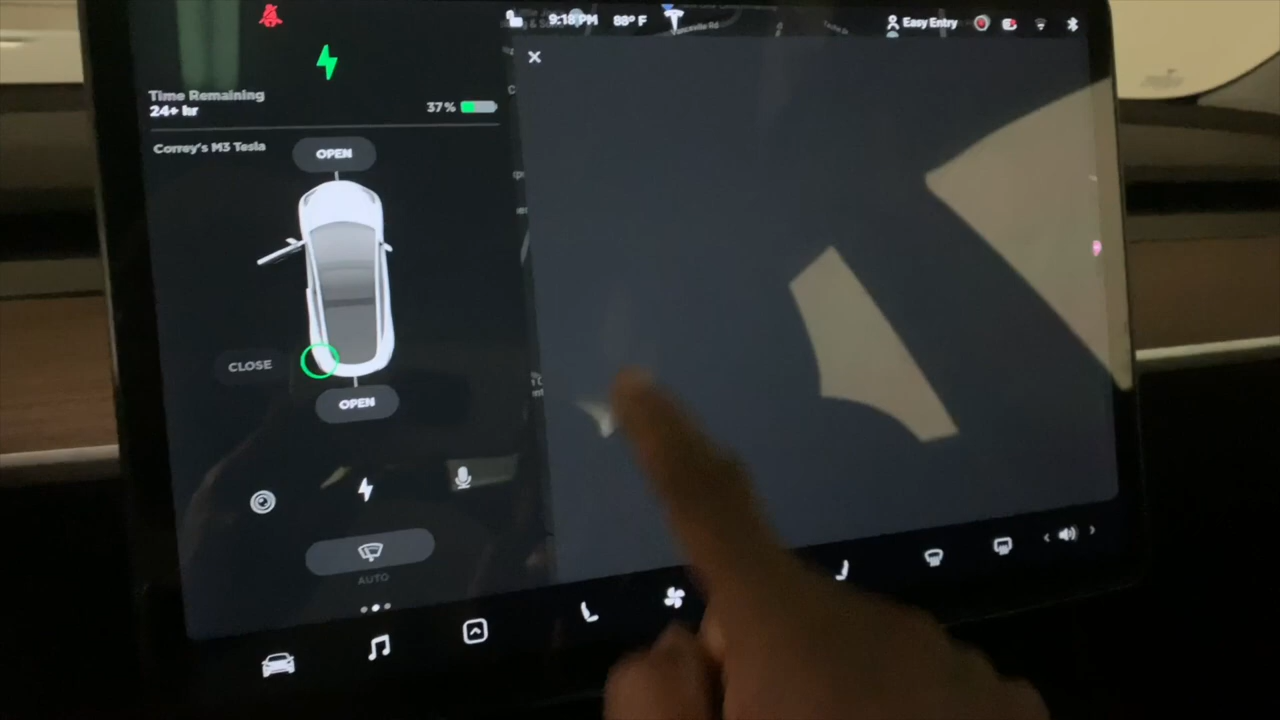 9:18 PM 88° F
Easy Entry
Time Remaining
24+ hr
37 %
Correy's M3 Tesla
OPEN
CLOSE
OPEN
AUTO